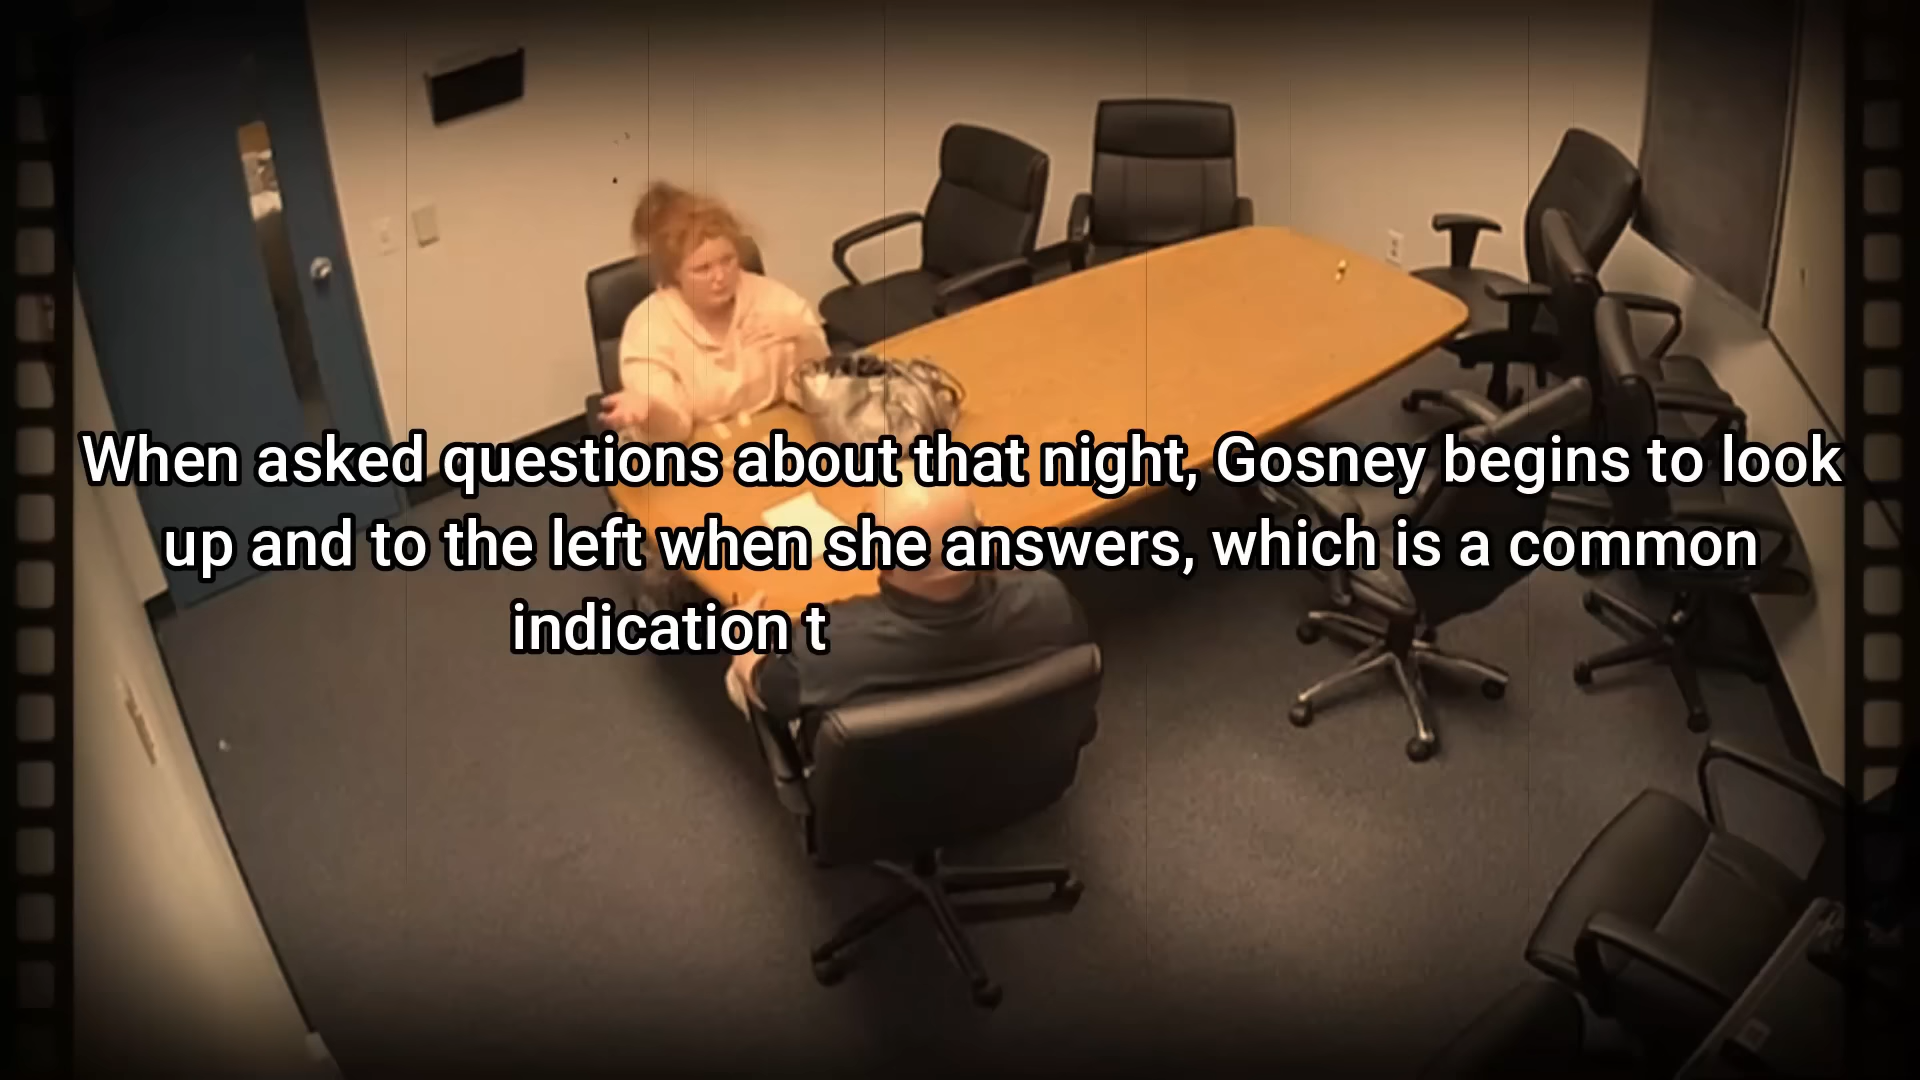 When asked questions about that night, Gosney begins to look
up and to the left when she answers, which is a common
indication t